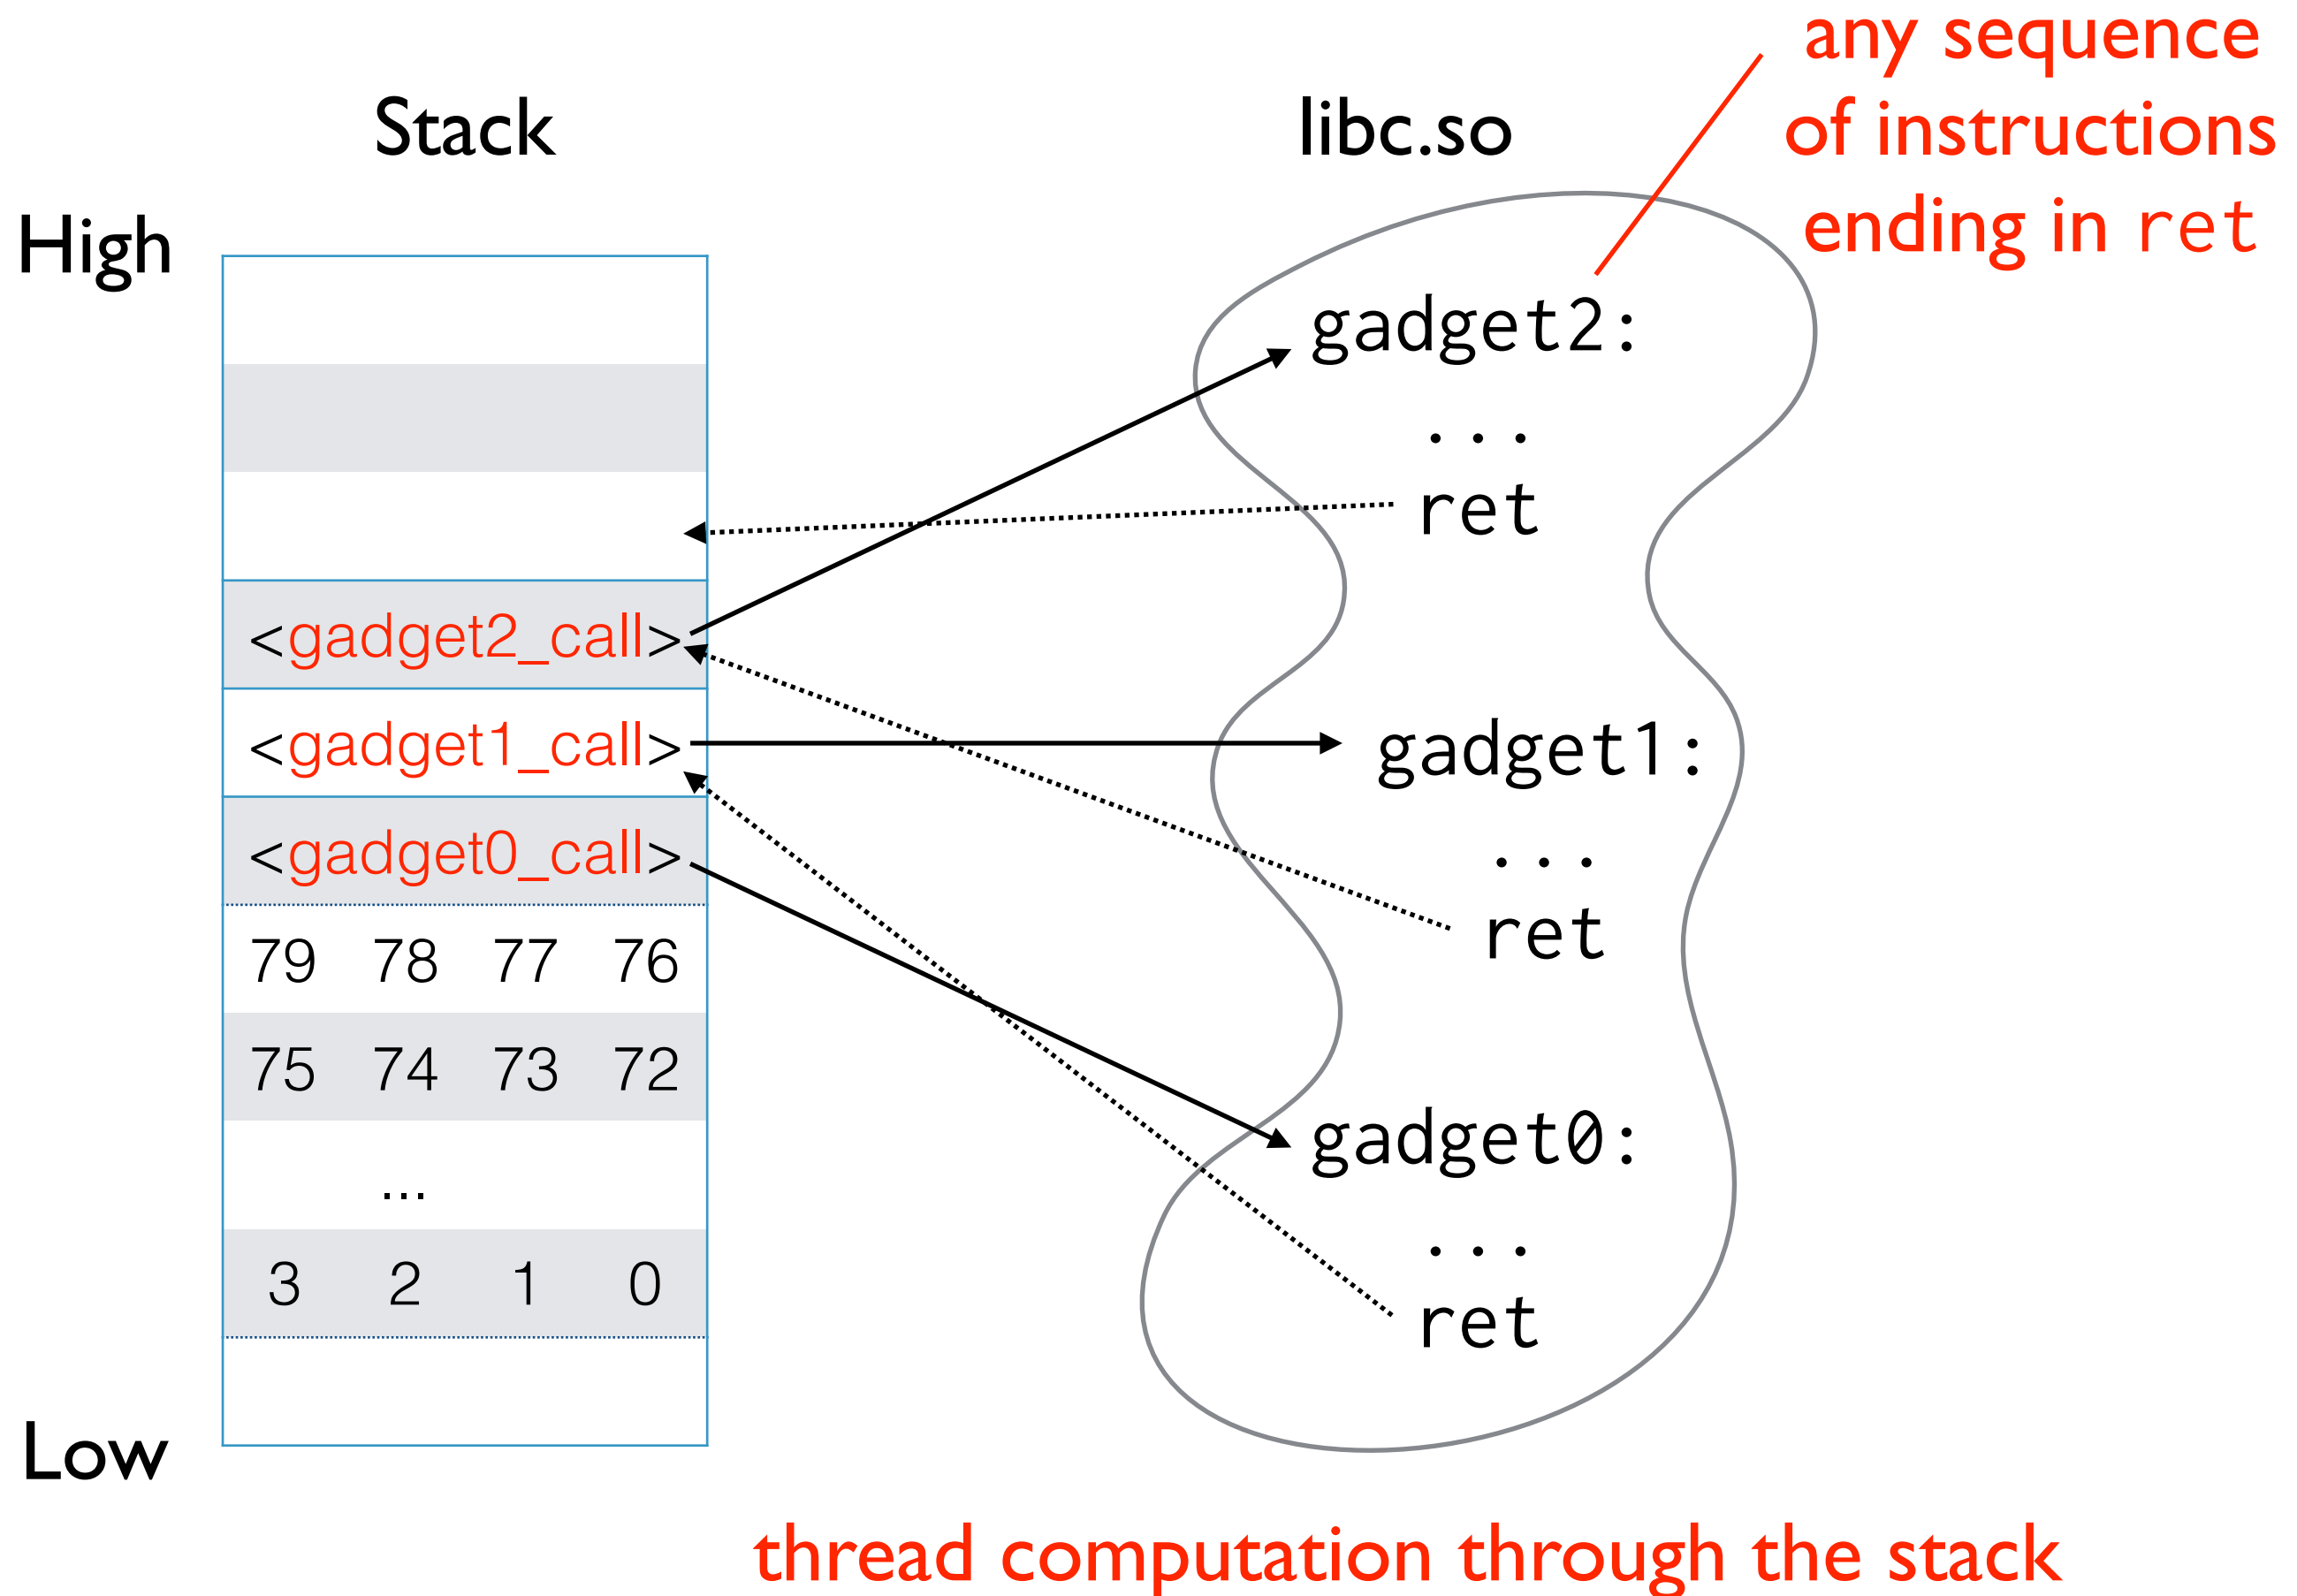 Stack
High
<gadget2_call>
<gadget1_call>
<gadget0_call>
79 78 77 76
75 74 73 72
...
3 2 1 0
Low
libc.so
gadget2:
...
ret
gadget1:
...
ret
gadget0:
...
ret
any sequence
of instructions
ending in ret
thread computation through the stack